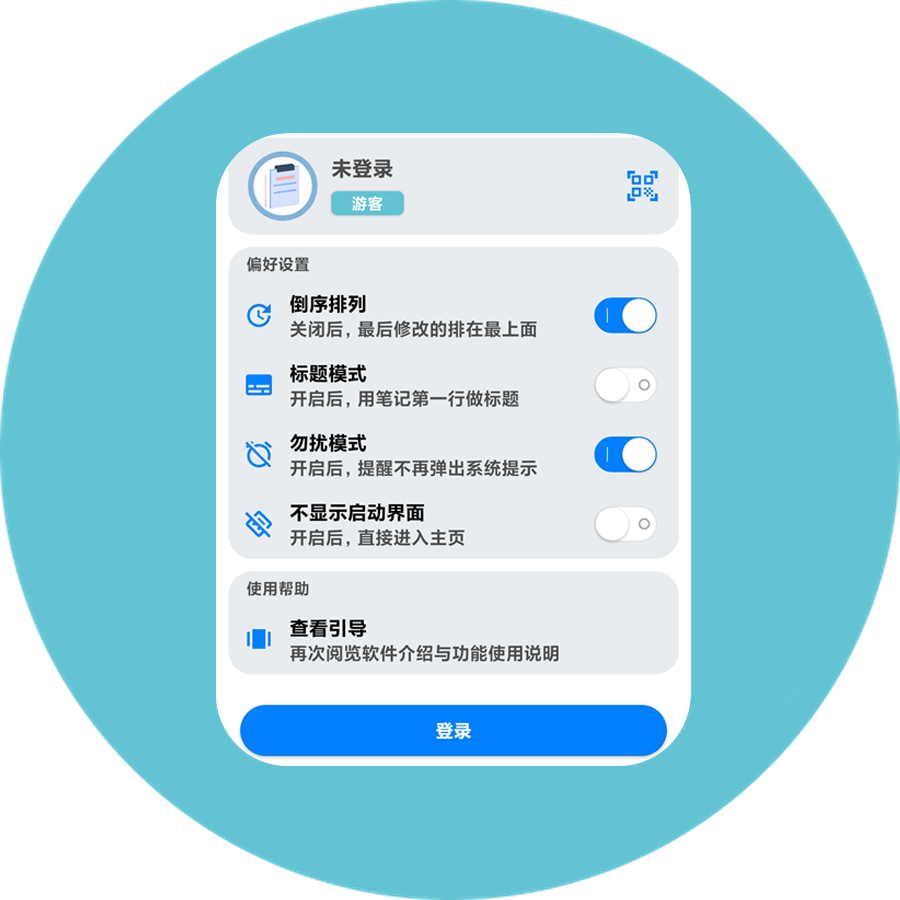 未登录
游客
偏好设置
倒序排列
关闭后，最后修改的排在最上面
标题模式
开启后，用笔记第一行做标题
勿扰模式
开启后，提醒不再弹出系统提示
不显示启动界面
开启后，直接进入主页
使用帮助
查看引导
再次阅览软件介绍与功能使用说明
登录